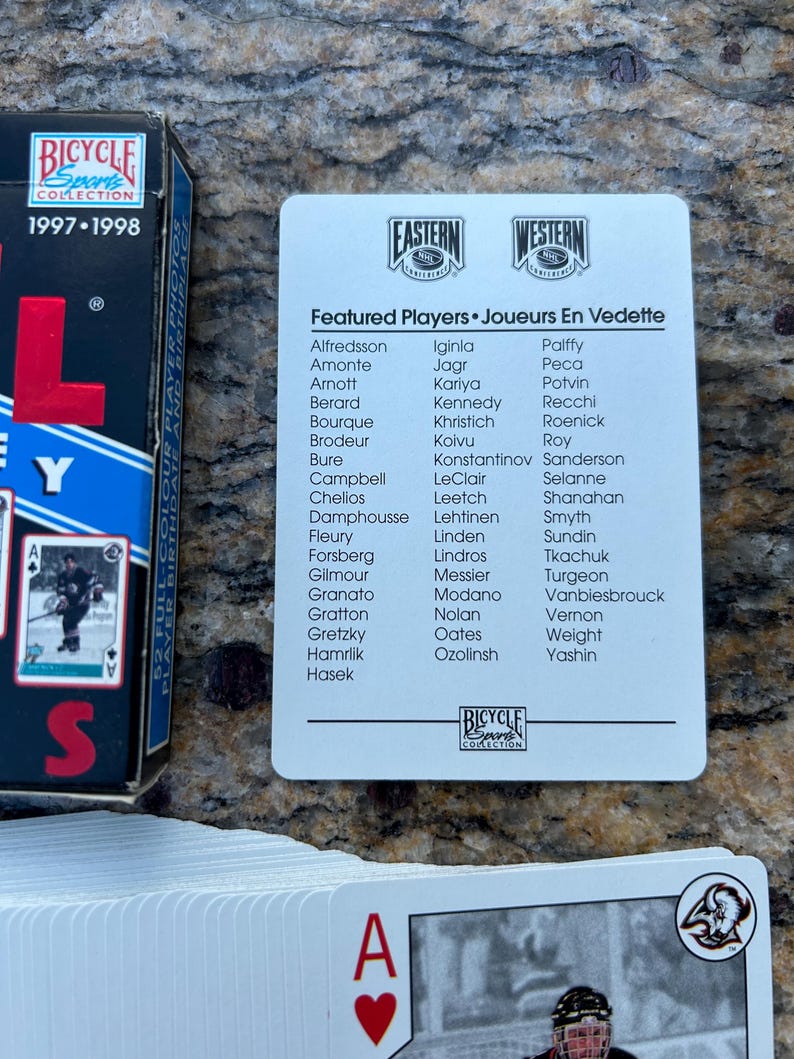 BICYCLE
Sports
COLLECTION
1997•1998
L
®
E Y
A
A
S
52 FULL-COLOUR PLAYER PHOTOS
PLAYER BIRTHDATE AND BIRTHPLACE
EASTERN WESTERN
NHL NHL
CONFERENCE CONFERENCE
Featured Players•Joueurs En Vedette
Alfredsson Iginla Palffy
Amonte Jagr Peca
Arnott Kariya Potvin
Berard Kennedy Recchi
Bourque Khristich Roenick
Brodeur Koivu Roy
Bure Konstantinov Sanderson
Campbell LeClair Selanne
Chelios Leetch Shanahan
Damphousse Lehtinen Smyth
Fleury Linden Sundin
Forsberg Lindros Tkachuk
Gilmour Messier Turgeon
Granato Modano Vanbiesbrouck
Gratton Nolan Vernon
Gretzky Oates Weight
Hamrlik Ozolinsh Yashin
Hasek
BICYCLE
Sports
COLLECTION
A
TM